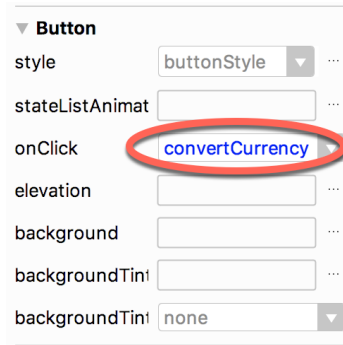 Button
style buttonStyle ...
stateListAnimat ...
onClick convertCurrency
elevation ...
background ...
backgroundTint ...
backgroundTint none